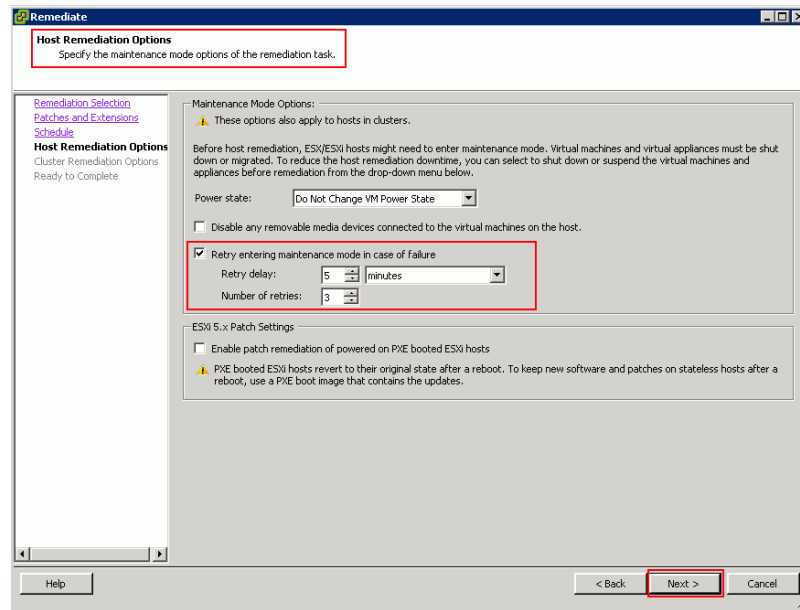 Remediate
Host Remediation Options
Specify the maintenance mode options of the remediation task.
Remediation Selection
Patches and Extensions
Schedule
Host Remediation Options
Cluster Remediation Options
Ready to Complete
Maintenance Mode Options:
These options also apply to hosts in clusters.
Before host remediation, ESX/ESXi hosts might need to enter maintenance mode. Virtual machines and virtual appliances must be shut
down or migrated. To reduce the host remediation downtime, you can select to shut down or suspend the virtual machines and
appliances before remediation from the drop-down menu below.
Power state: Do Not Change VM Power State
Disable any removable media devices connected to the virtual machines on the host.
Retry entering maintenance mode in case of failure
Retry delay: 5 minutes
Number of retries: 3
ESXi 5.x Patch Settings
Enable patch remediation of powered on PXE booted ESXi hosts
PXE booted ESXi hosts revert to their original state after a reboot. To keep new software and patches on stateless hosts after a
reboot, use a PXE boot image that contains the updates.
Help
< Back
Next >
Cancel